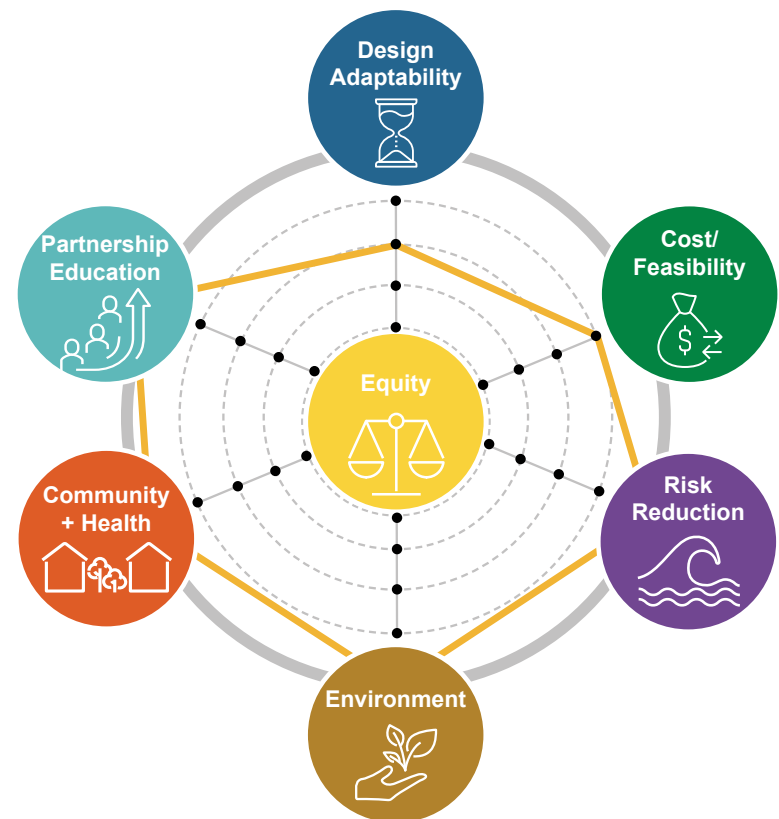 Design
Adaptability
Partnership
Education
Cost/
Feasibility
$
Equity
Community
+ Health
Risk
Reduction
Environment